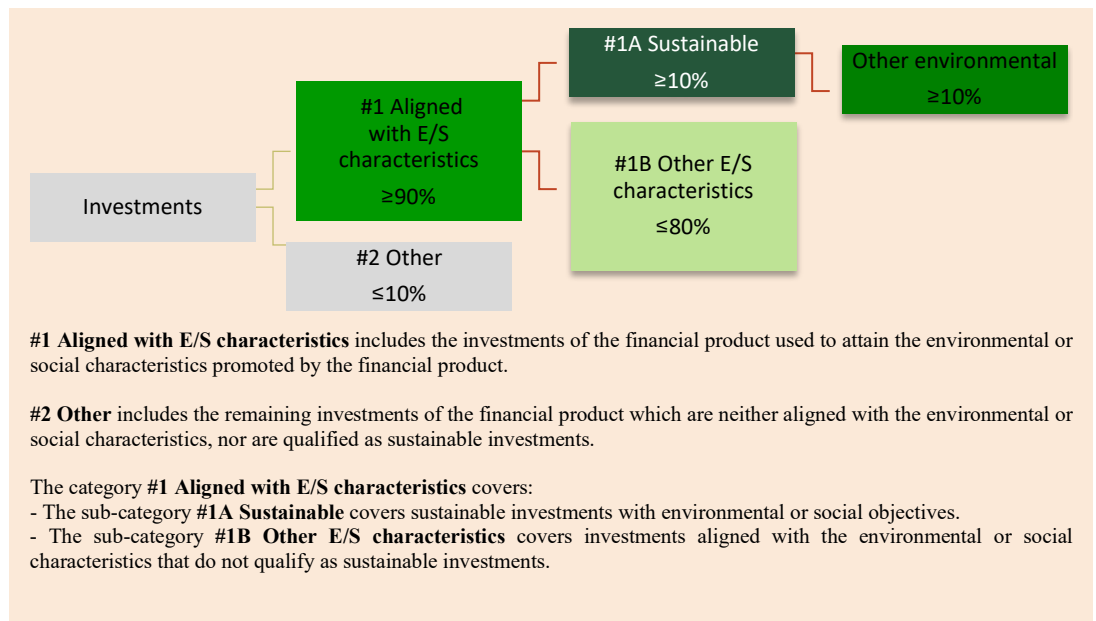 #1A Sustainable
≥10%
Other environmental
≥10%
#1 Aligned
with E/S
characteristics
≥90%
#1B Other E/S
characteristics
≤80%
Investments
#2 Other
≤10%
#1 Aligned with E/S characteristics includes the investments of the financial product used to attain the environmental or
social characteristics promoted by the financial product.
#2 Other includes the remaining investments of the financial product which are neither aligned with the environmental or
social characteristics, nor are qualified as sustainable investments.
The category #1 Aligned with E/S characteristics covers:
- The sub-category #1A Sustainable covers sustainable investments with environmental or social objectives.
- The sub-category #1B Other E/S characteristics covers investments aligned with the environmental or social
characteristics that do not qualify as sustainable investments.